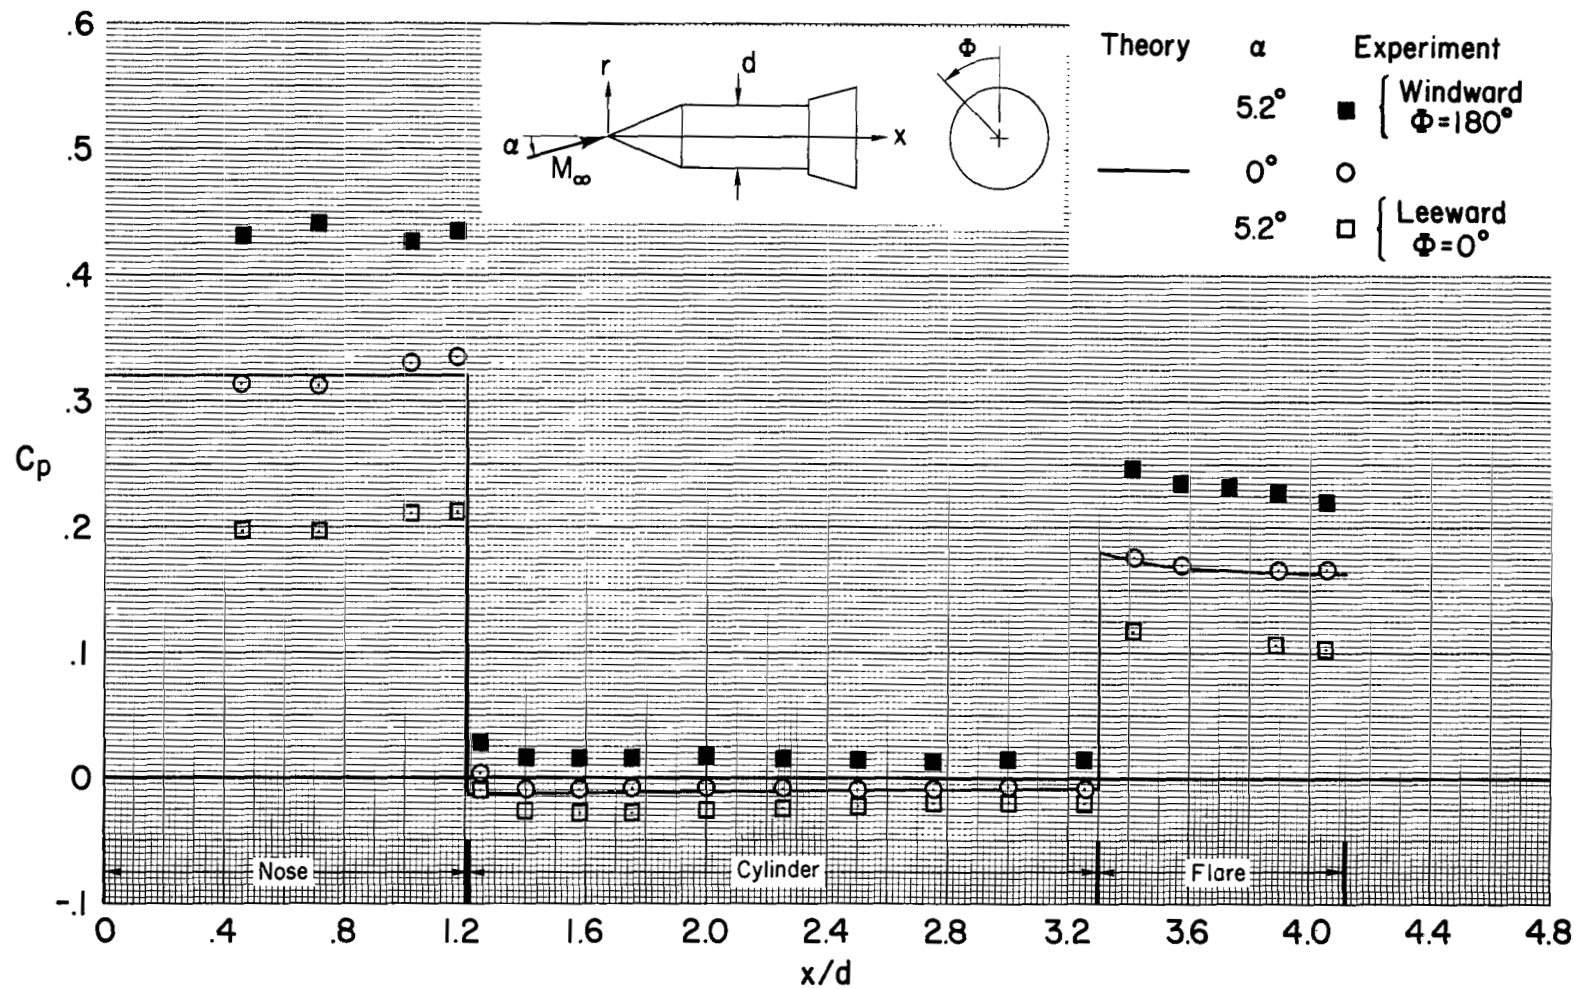 .6
.5
.4
.3
.2
.1
0
-.1
Cp
r
d
α
M∞
x
Φ
Theory α Experiment
5.2° Windward
Φ=180°
0°
5.2° Leeward
Φ=0°
Nose
Cylinder
Flare
0 .4 .8 1.2 1.6 2.0 2.4 2.8 3.2 3.6 4.0 4.4 4.8
x/d